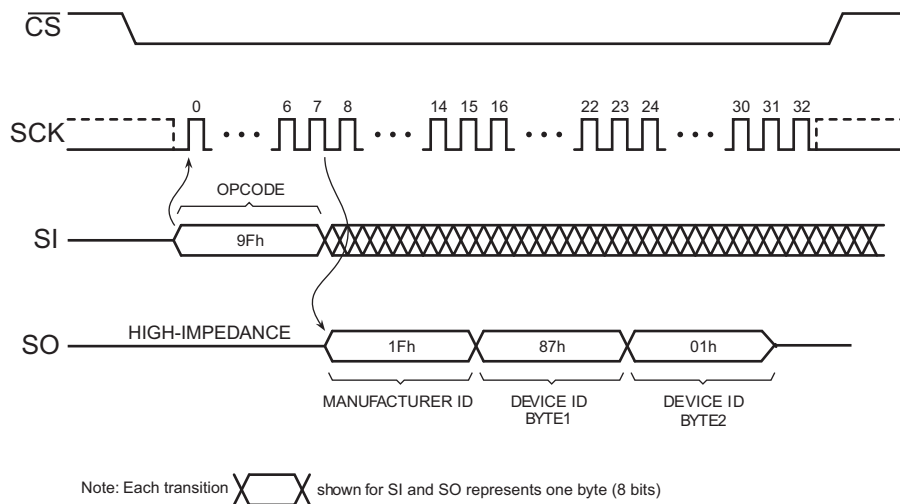 CS
0 6 7 8 14 15 16 22 23 24 30 31 32
SCK
OPCODE
SI
9Fh
HIGH-IMPEDANCE
SO
1Fh 87h 01h
MANUFACTURER ID DEVICE ID DEVICE ID
BYTE1 BYTE2
Note: Each transition shown for SI and SO represents one byte (8 bits)